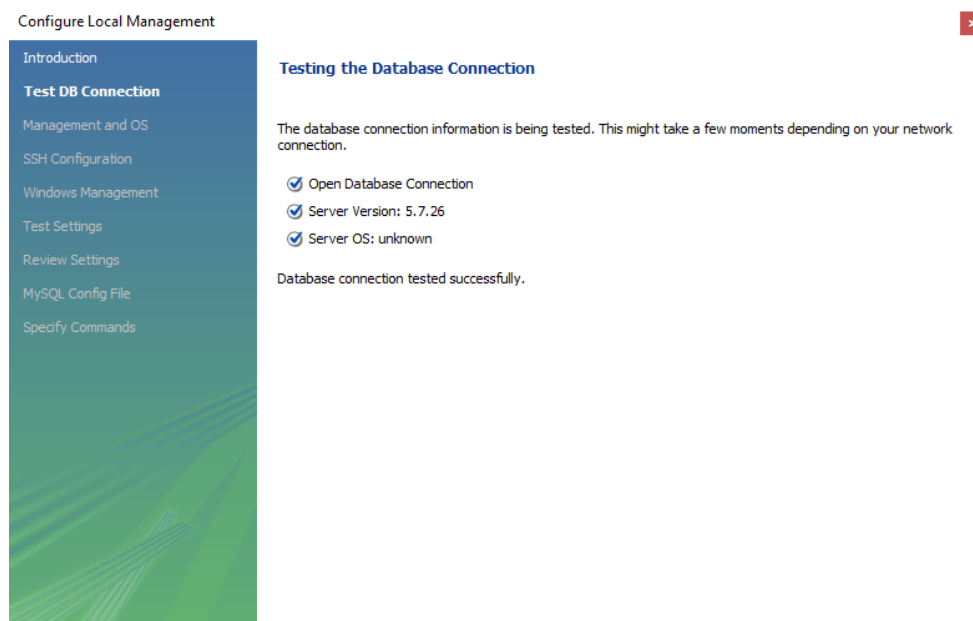 Configure Local Management
Introduction
Test DB Connection
Management and OS
SSH Configuration
Windows Management
Test Settings
Review Settings
MySQL Config File
Specify Commands
Testing the Database Connection
The database connection information is being tested. This might take a few moments depending on your network
connection.
Open Database Connection
Server Version: 5.7.26
Server OS: unknown
Database connection tested successfully.